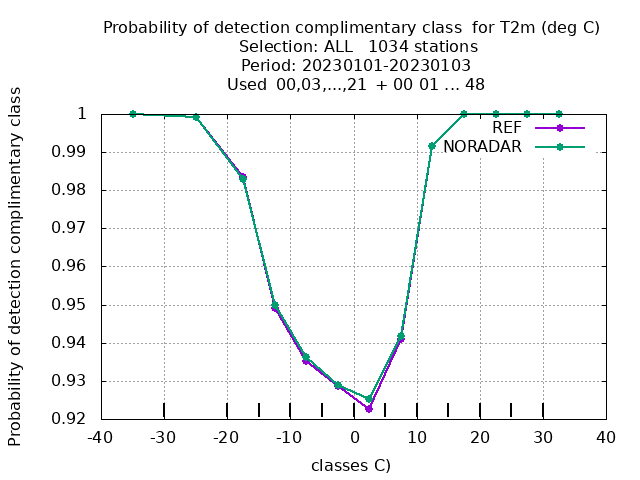 Probability of detection complimentary class  for T2m (deg C)
Selection: ALL   1034 stations
Period: 20230101-20230103
Used  00,03,...,21  + 00 01 ... 48
Probability of detection complimentary class
1
0.99
0.98
0.97
0.96
0.95
0.94
0.93
0.92
REF
NORADAR
-40 -30 -20 -10 0 10 20 30 40
classes C)